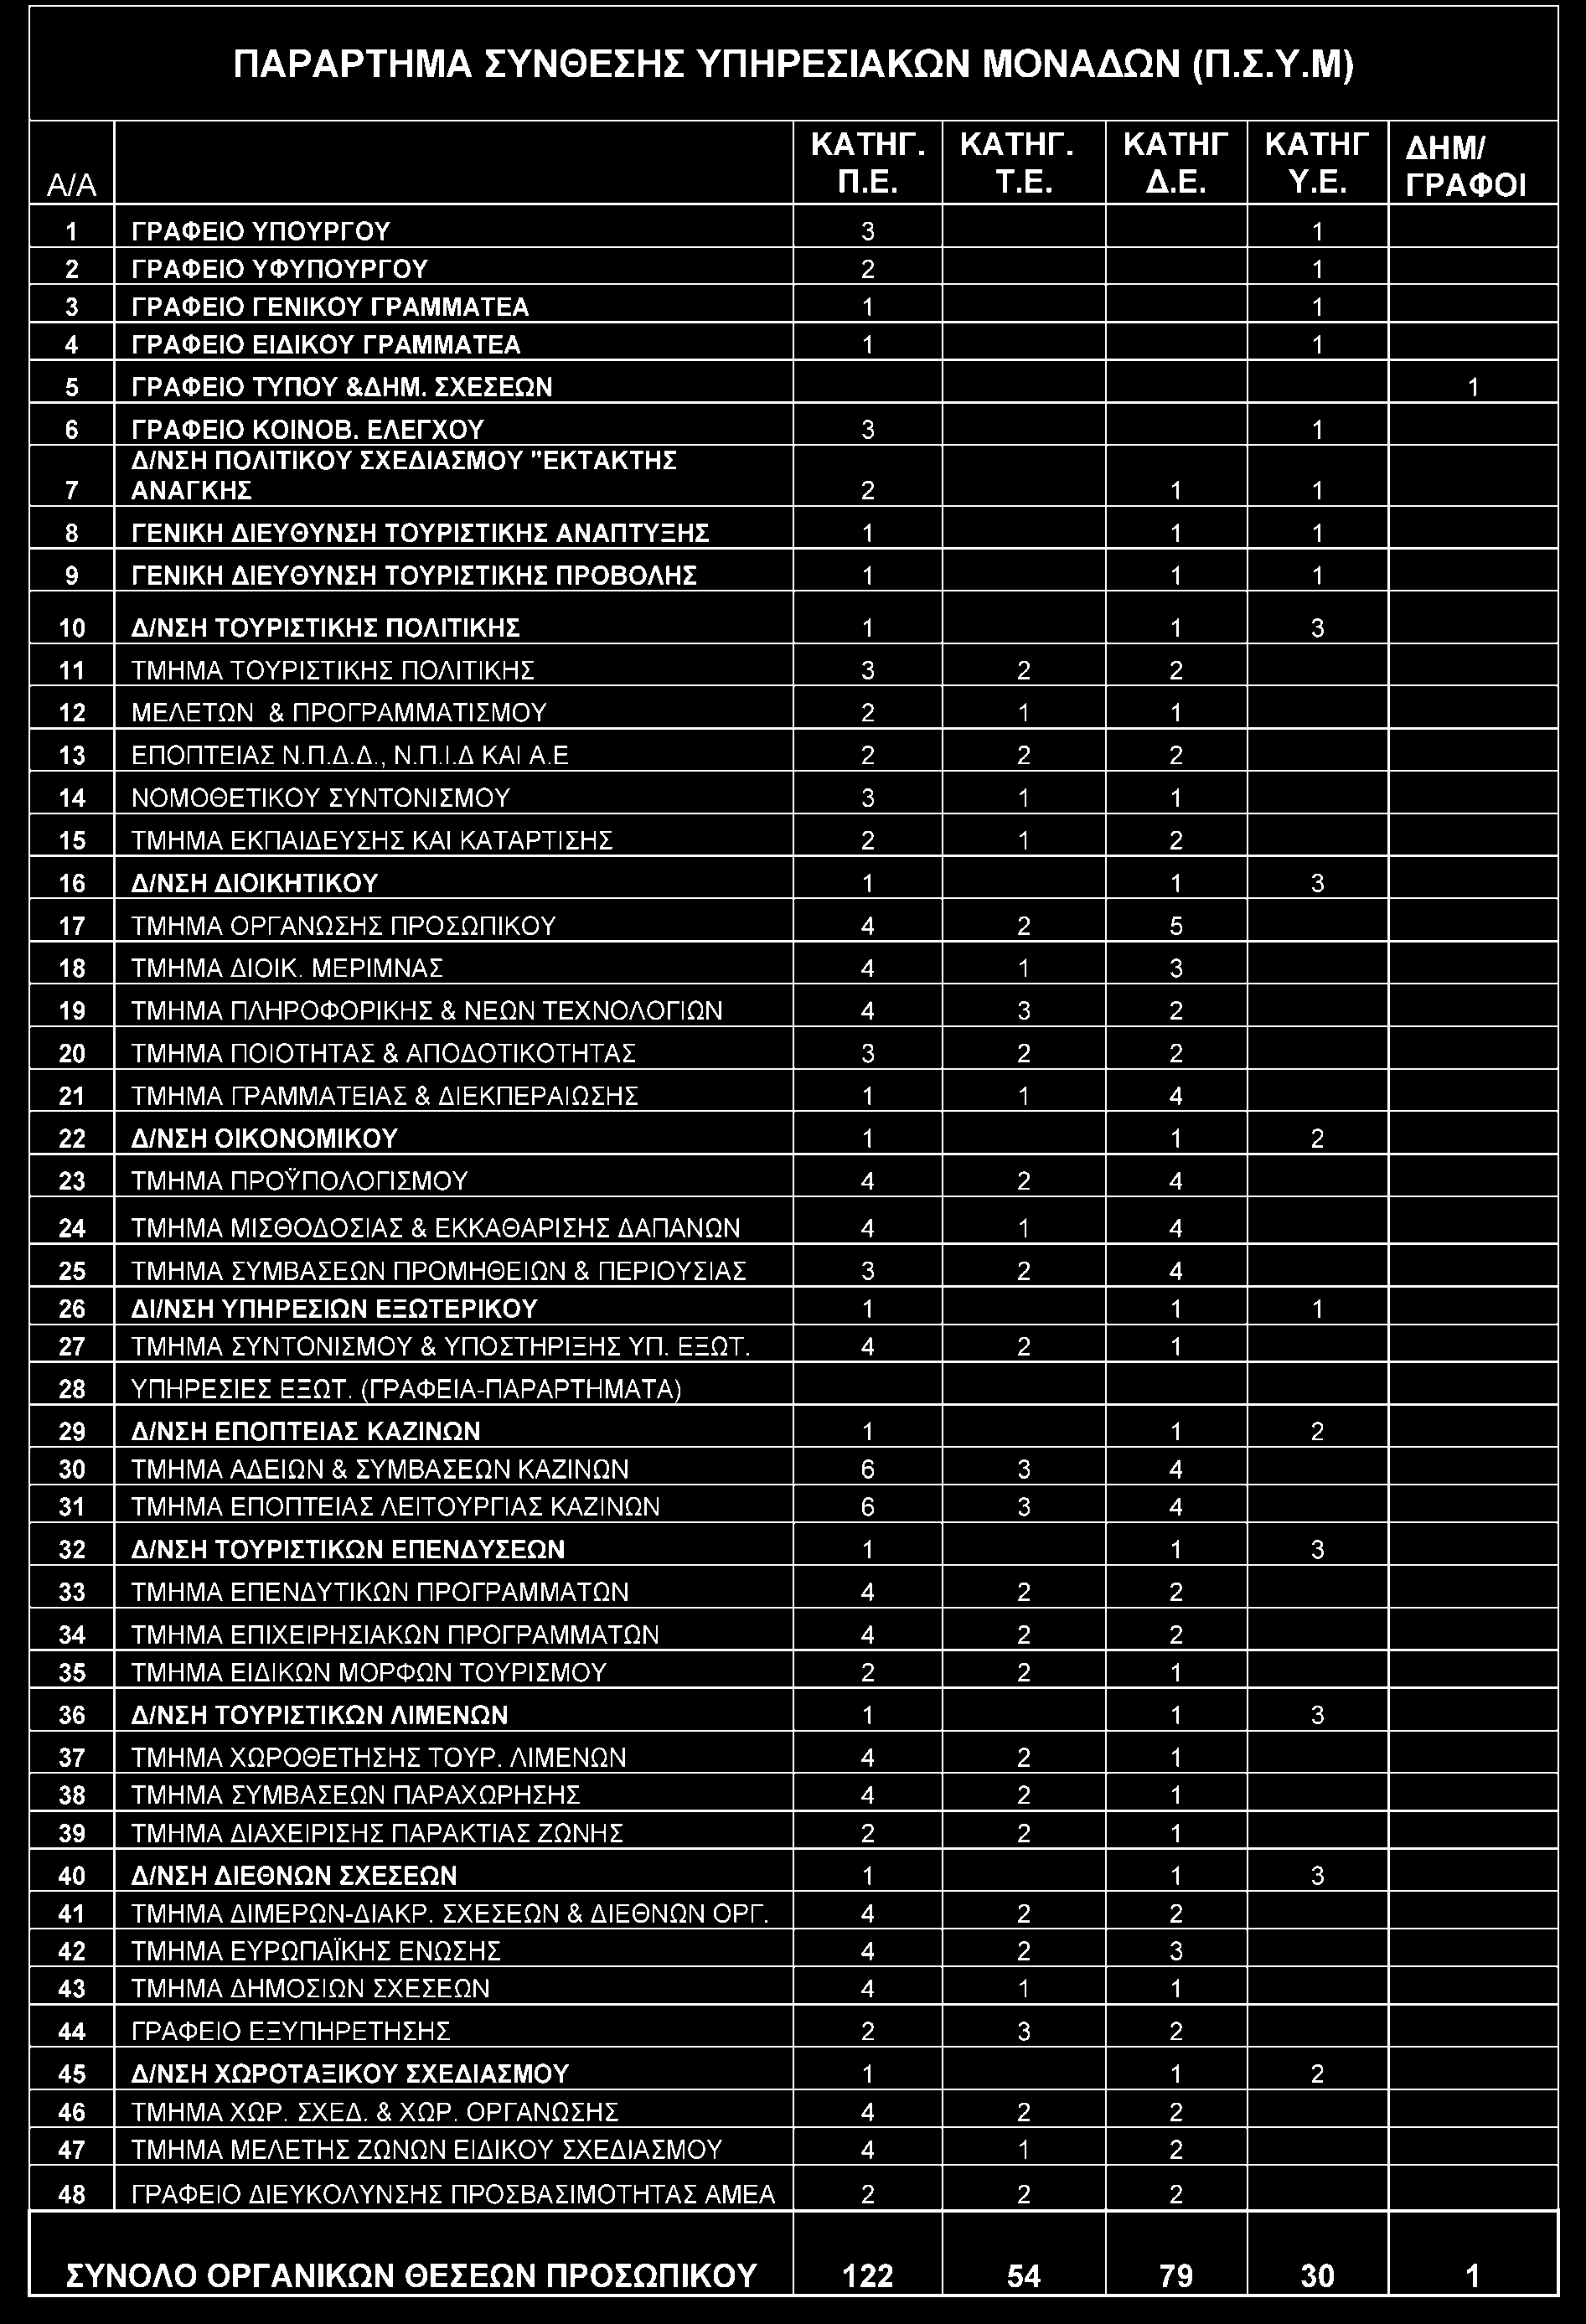 ΠΑΡΑΡΤΗΜΑ ΣΥΝΘΕΣΗΣ ΥΠΗΡΕΣΙΑΚΩΝ ΜΟΝΑΔΩΝ (Π.Σ.Υ.Μ)
Α/Α ΚΑΤΗΓ. Π.Ε. ΚΑΤΗΓ. Τ.Ε. ΚΑΤΗΓ Δ.Ε. ΚΑΤΗΓ Υ.Ε. ΔΗΜ/ ΓΡΑΦΟΙ
1 ΓΡΑΦΕΙΟ ΥΠΟΥΡΓΟΥ 3 1
2 ΓΡΑΦΕΙΟ ΥΦΥΠΟΥΡΓΟΥ 2 1
3 ΓΡΑΦΕΙΟ ΓΕΝΙΚΟΥ ΓΡΑΜΜΑΤΕΑ 1 1
4 ΓΡΑΦΕΙΟ ΕΙΔΙΚΟΥ ΓΡΑΜΜΑΤΕΑ 1 1
5 ΓΡΑΦΕΙΟ ΤΥΠΟΥ &ΔΗΜ. ΣΧΕΣΕΩΝ 1
6 ΓΡΑΦΕΙΟ ΚΟΙΝΟΒ. ΕΛΕΓΧΟΥ 3 1
Δ/ΝΣΗ ΠΟΛΙΤΙΚΟΥ ΣΧΕΔΙΑΣΜΟΥ "ΕΚΤΑΚΤΗΣ
7 ΑΝΑΓΚΗΣ 2 1 1
8 ΓΕΝΙΚΗ ΔΙΕΥΘΥΝΣΗ ΤΟΥΡΙΣΤΙΚΗΣ ΑΝΑΠΤΥΞΗΣ 1 1 1
9 ΓΕΝΙΚΗ ΔΙΕΥΘΥΝΣΗ ΤΟΥΡΙΣΤΙΚΗΣ ΠΡΟΒΟΛΗΣ 1 1 1
10 Δ/ΝΣΗ ΤΟΥΡΙΣΤΙΚΗΣ ΠΟΛΙΤΙΚΗΣ 1 1 3
11 ΤΜΗΜΑ ΤΟΥΡΙΣΤΙΚΗΣ ΠΟΛΙΤΙΚΗΣ 3 2 2
12 ΜΕΛΕΤΩΝ & ΠΡΟΓΡΑΜΜΑΤΙΣΜΟΥ 2 1 1
13 ΕΠΟΠΤΕΙΑΣ Ν.Π.Δ.Δ., Ν.Π.Ι.Δ ΚΑΙ Α.Ε 2 2 2
14 ΝΟΜΟΘΕΤΙΚΟΥ ΣΥΝΤΟΝΙΣΜΟΥ 3 1 1
15 ΤΜΗΜΑ ΕΚΠΑΙΔΕΥΣΗΣ ΚΑΙ ΚΑΤΑΡΤΙΣΗΣ 2 1 2
16 Δ/ΝΣΗ ΔΙΟΙΚΗΤΙΚΟΥ 1 1 3
17 ΤΜΗΜΑ ΟΡΓΑΝΩΣΗΣ ΠΡΟΣΩΠΙΚΟΥ 4 2 5
18 ΤΜΗΜΑ ΔΙΟΙΚ. ΜΕΡΙΜΝΑΣ 4 1 3
19 ΤΜΗΜΑ ΠΛΗΡΟΦΟΡΙΚΗΣ & ΝΕΩΝ ΤΕΧΝΟΛΟΓΙΩΝ 4 3 2
20 ΤΜΗΜΑ ΠΟΙΟΤΗΤΑΣ & ΑΠΟΔΟΤΙΚΟΤΗΤΑΣ 3 2 2
21 ΤΜΗΜΑ ΓΡΑΜΜΑΤΕΙΑΣ & ΔΙΕΚΠΕΡΑΙΩΣΗΣ 1 1 4
22 Δ/ΝΣΗ ΟΙΚΟΝΟΜΙΚΟΥ 1 1 2
23 ΤΜΗΜΑ ΠΡΟΫΠΟΛΟΓΙΣΜΟΥ 4 2 4
24 ΤΜΗΜΑ ΜΙΣΘΟΔΟΣΙΑΣ & ΕΚΚΑΘΑΡΙΣΗΣ ΔΑΠΑΝΩΝ 4 1 4
25 ΤΜΗΜΑ ΣΥΜΒΑΣΕΩΝ ΠΡΟΜΗΘΕΙΩΝ & ΠΕΡΙΟΥΣΙΑΣ 3 2 4
26 ΔΙ/ΝΣΗ ΥΠΗΡΕΣΙΩΝ ΕΞΩΤΕΡΙΚΟΥ 1 1 1
27 ΤΜΗΜΑ ΣΥΝΤΟΝΙΣΜΟΥ & ΥΠΟΣΤΗΡΙΞΗΣ ΥΠ. ΕΞΩΤ. 4 2 1
28 ΥΠΗΡΕΣΙΕΣ ΕΞΩΤ. (ΓΡΑΦΕΙΑ-ΠΑΡΑΡΤΗΜΑΤΑ)
29 Δ/ΝΣΗ ΕΠΟΠΤΕΙΑΣ ΚΑΖΙΝΩΝ 1 1 2
30 ΤΜΗΜΑ ΑΔΕΙΩΝ & ΣΥΜΒΑΣΕΩΝ ΚΑΖΙΝΩΝ 6 3 4
31 ΤΜΗΜΑ ΕΠΟΠΤΕΙΑΣ ΛΕΙΤΟΥΡΓΙΑΣ ΚΑΖΙΝΩΝ 6 3 4
32 Δ/ΝΣΗ ΤΟΥΡΙΣΤΙΚΩΝ ΕΠΕΝΔΥΣΕΩΝ 1 1 3
33 ΤΜΗΜΑ ΕΠΕΝΔΥΤΙΚΩΝ ΠΡΟΓΡΑΜΜΑΤΩΝ 4 2 2
34 ΤΜΗΜΑ ΕΠΙΧΕΙΡΗΣΙΑΚΩΝ ΠΡΟΓΡΑΜΜΑΤΩΝ 4 2 2
35 ΤΜΗΜΑ ΕΙΔΙΚΩΝ ΜΟΡΦΩΝ ΤΟΥΡΙΣΜΟΥ 2 2 1
36 Δ/ΝΣΗ ΤΟΥΡΙΣΤΙΚΩΝ ΛΙΜΕΝΩΝ 1 1 3
37 ΤΜΗΜΑ ΧΩΡΟΘΕΤΗΣΗΣ ΤΟΥΡ. ΛΙΜΕΝΩΝ 4 2 1
38 ΤΜΗΜΑ ΣΥΜΒΑΣΕΩΝ ΠΑΡΑΧΩΡΗΣΗΣ 4 2 1
39 ΤΜΗΜΑ ΔΙΑΧΕΙΡΙΣΗΣ ΠΑΡΑΚΤΙΑΣ ΖΩΝΗΣ 2 2 1
40 Δ/ΝΣΗ ΔΙΕΘΝΩΝ ΣΧΕΣΕΩΝ 1 1 3
41 ΤΜΗΜΑ ΔΙΜΕΡΩΝ-ΔΙΑΚΡ. ΣΧΕΣΕΩΝ & ΔΙΕΘΝΩΝ ΟΡΓ. 4 2 2
42 ΤΜΗΜΑ ΕΥΡΩΠΑΪΚΗΣ ΕΝΩΣΗΣ 4 2 3
43 ΤΜΗΜΑ ΔΗΜΟΣΙΩΝ ΣΧΕΣΕΩΝ 4 1 1
44 ΓΡΑΦΕΙΟ ΕΞΥΠΗΡΕΤΗΣΗΣ 2 3 2
45 Δ/ΝΣΗ ΧΩΡΟΤΑΞΙΚΟΥ ΣΧΕΔΙΑΣΜΟΥ 1 1 2
46 ΤΜΗΜΑ ΧΩΡ. ΣΧΕΔ. & ΧΩΡ. ΟΡΓΑΝΩΣΗΣ 4 2 2
47 ΤΜΗΜΑ ΜΕΛΕΤΗΣ ΖΩΝΩΝ ΕΙΔΙΚΟΥ ΣΧΕΔΙΑΣΜΟΥ 4 1 2
48 ΓΡΑΦΕΙΟ ΔΙΕΥΚΟΛΥΝΣΗΣ ΠΡΟΣΒΑΣΙΜΟΤΗΤΑΣ ΑΜΕΑ 2 2 2
ΣΥΝΟΛΟ ΟΡΓΑΝΙΚΩΝ ΘΕΣΕΩΝ ΠΡΟΣΩΠΙΚΟΥ 122 54 79 30 1